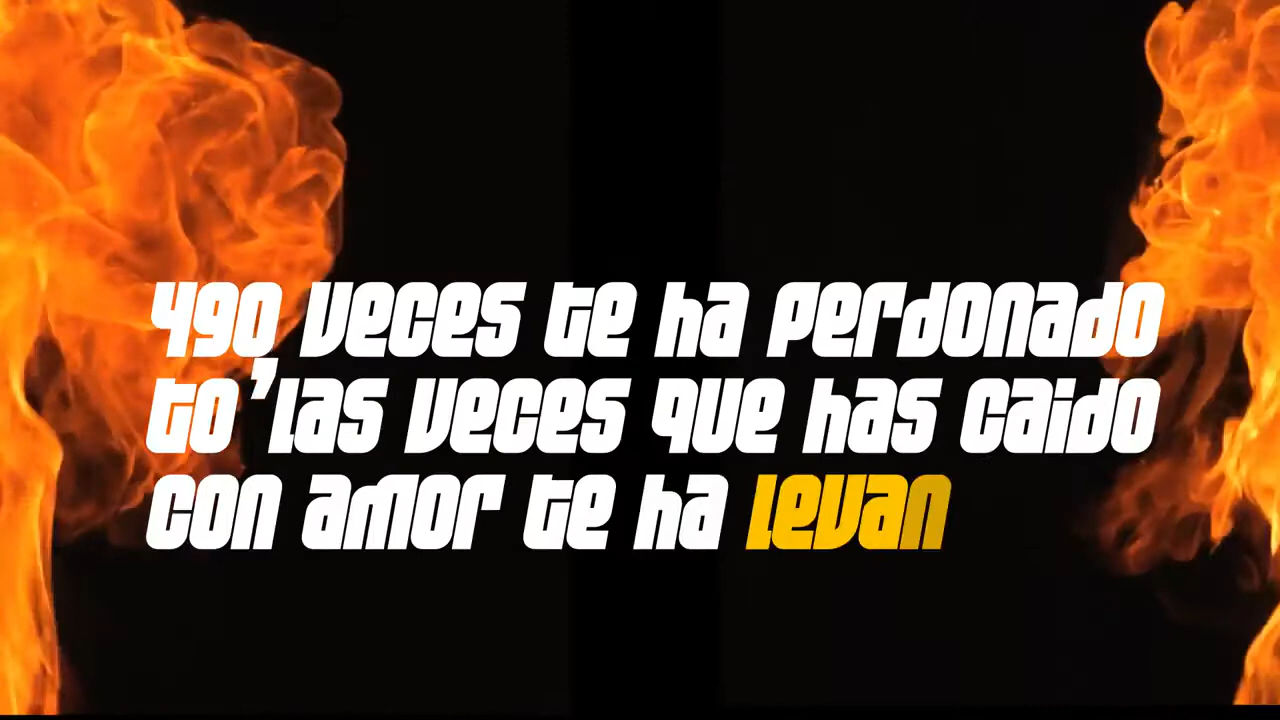 490 veces te ha perdonado
to' las veces que has caido
con amor te ha levan